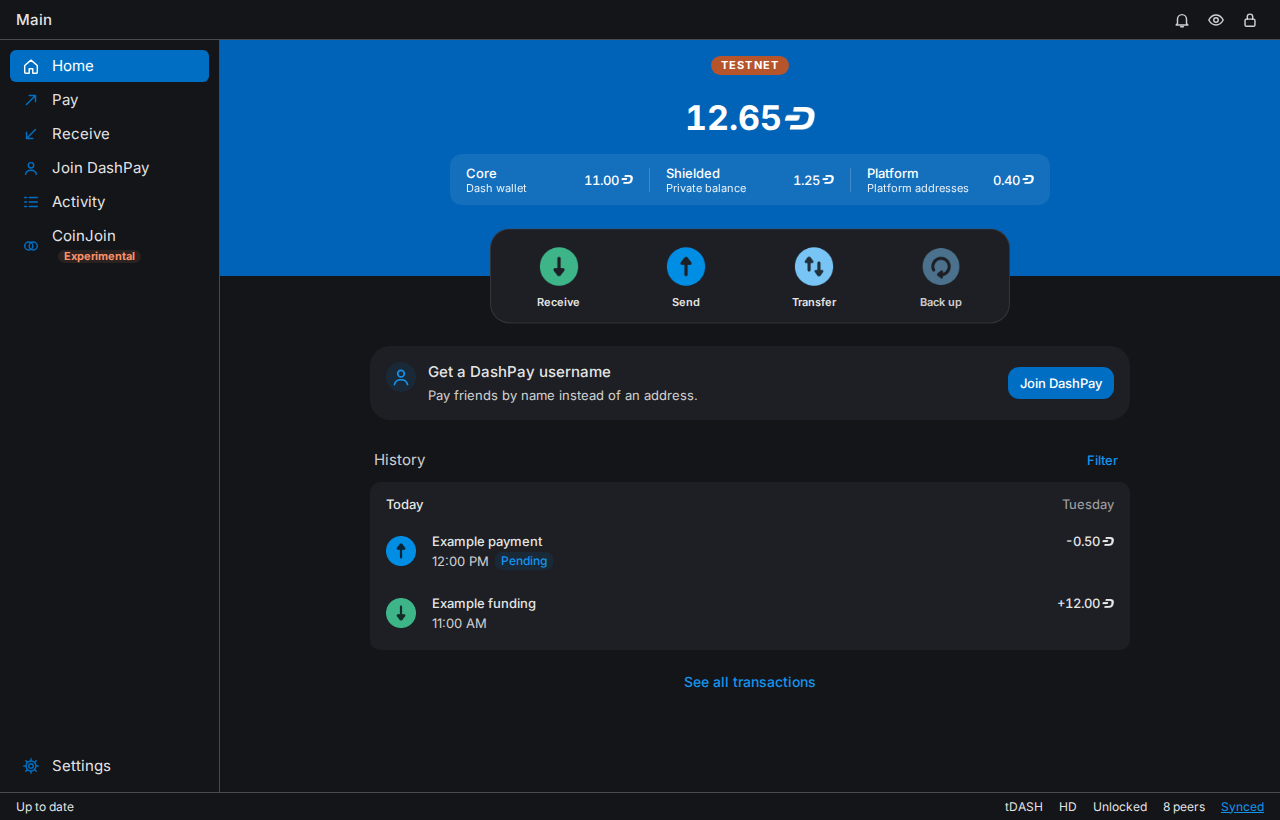 Main
Home
Pay
Receive
Join DashPay
Activity
CoinJoin
Experimental
Settings
TESTNET
12.65
Core
Dash wallet
11.00
Shielded
Private balance
1.25
Platform
Platform addresses
0.40
Receive
Send
Transfer
Back up
Get a DashPay username
Pay friends by name instead of an address.
Join DashPay
History
Filter
Today
Tuesday
Example payment
-0.50
12:00 PM Pending
Example funding
+12.00
11:00 AM
See all transactions
Up to date
tDASH HD Unlocked 8 peers Synced